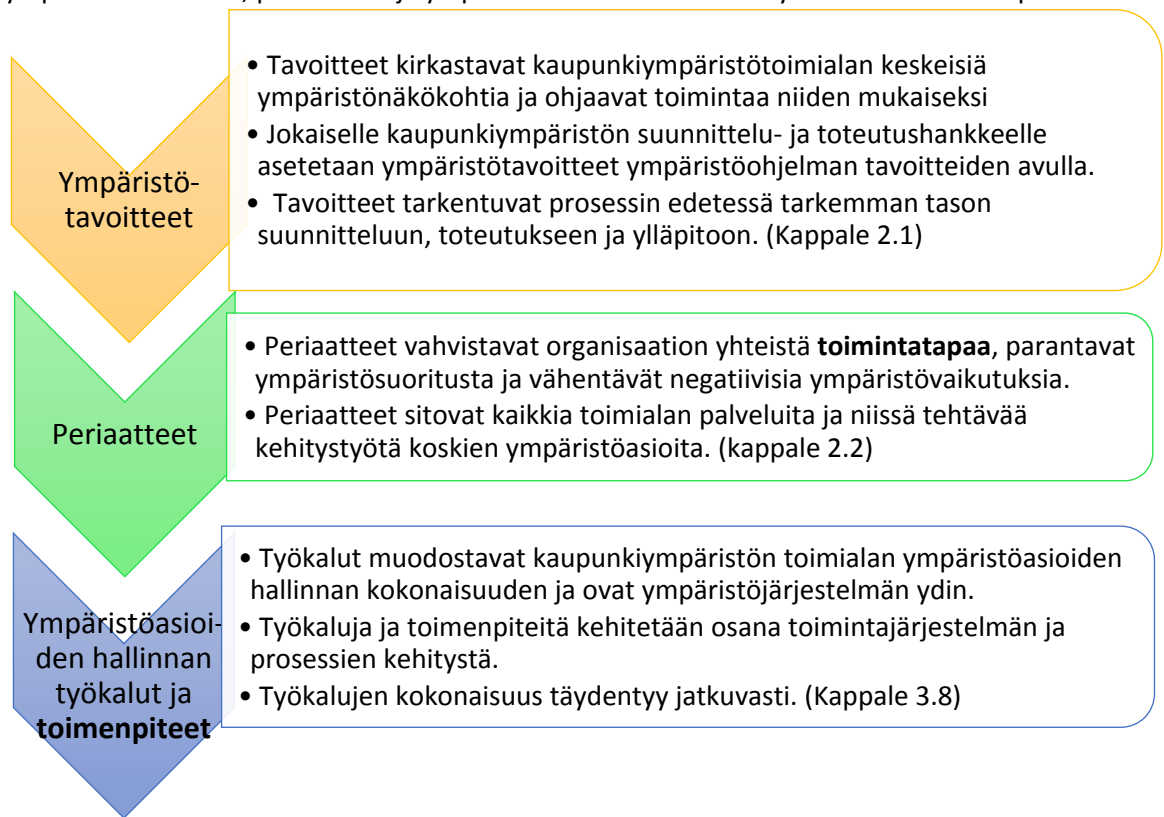 Ympäristö-
tavoitteet
• Tavoitteet kirkastavat kaupunkiympäristötoimialan keskeisiä
ympäristönäkökohtia ja ohjaavat toimintaa niiden mukaiseksi
• Jokaiselle kaupunkiympäristön suunnittelu- ja toteutushankkeelle
asetetaan ympäristötavoitteet ympäristöohjelman tavoitteiden avulla.
• Tavoitteet tarkentuvat prosessin edetessä tarkemman tason
suunnitteluun, toteutukseen ja ylläpitoon. (Kappale 2.1)
Periaatteet
• Periaatteet vahvistavat organisaation yhteistä toimintatapaa, parantavat
ympäristösuoritusta ja vähentävät negatiivisia ympäristövaikutuksia.
• Periaatteet sitovat kaikkia toimialan palveluita ja niissä tehtävää
kehitystyötä koskien ympäristöasioita. (kappale 2.2)
Ympäristöasioi-
den hallinnan
työkalut ja
toimenpiteet
• Työkalut muodostavat kaupunkiympäristön toimialan ympäristöasioiden
hallinnan kokonaisuuden ja ovat ympäristöjärjestelmän ydin.
• Työkaluja ja toimenpiteitä kehitetään osana toimintajärjestelmän ja
prosessien kehitystä.
• Työkalujen kokonaisuus täydentyy jatkuvasti. (Kappale 3.8)